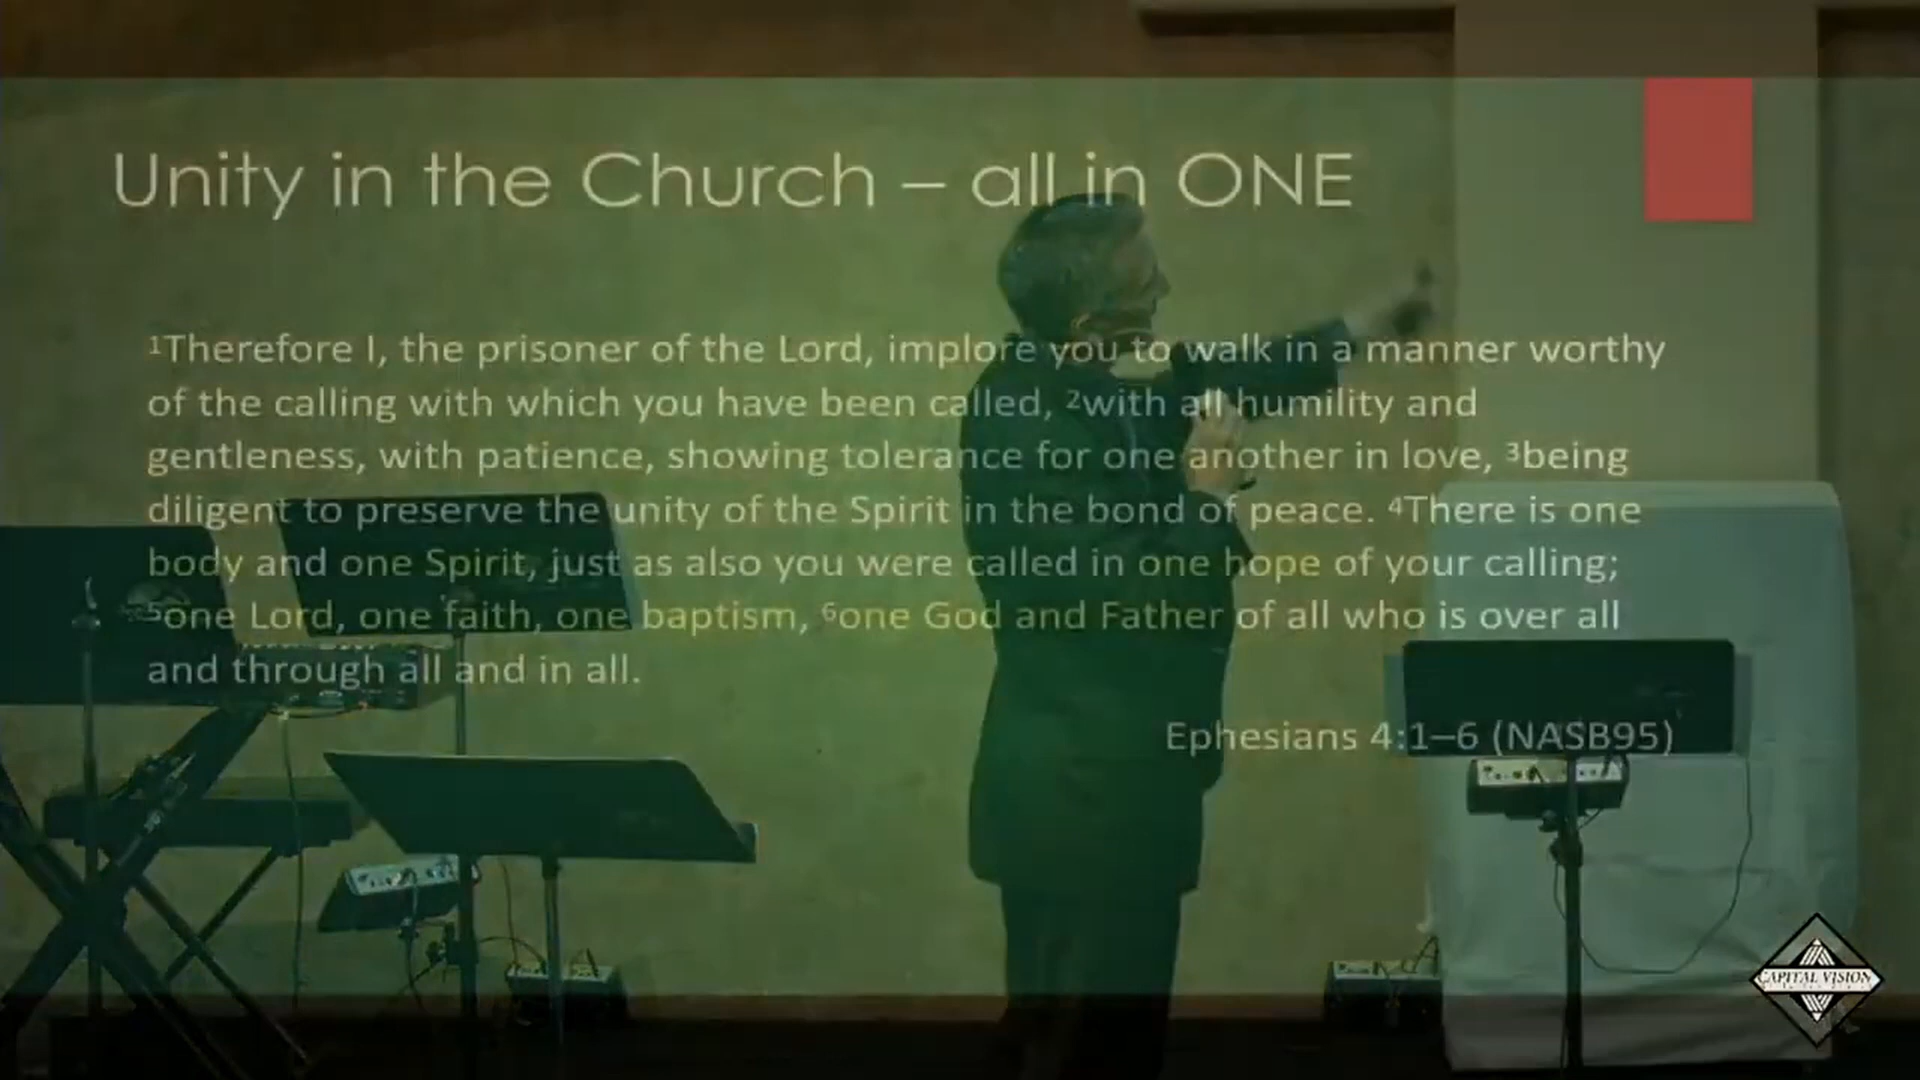 Unity in the Church – all in ONE
¹Therefore I, the prisoner of the Lord, implore you to walk in a manner worthy
of the calling with which you have been called, ²with all humility and
gentleness, with patience, showing tolerance for one another in love, ³being
diligent to preserve the unity of the Spirit in the bond of peace. ⁴There is one
body and one Spirit, just as also you were called in one hope of your calling;
⁵one Lord, one faith, one baptism, ⁶one God and Father of all who is over all
and through all and in all.
Ephesians 4:1–6 (NASB95)
CAPITAL VISION